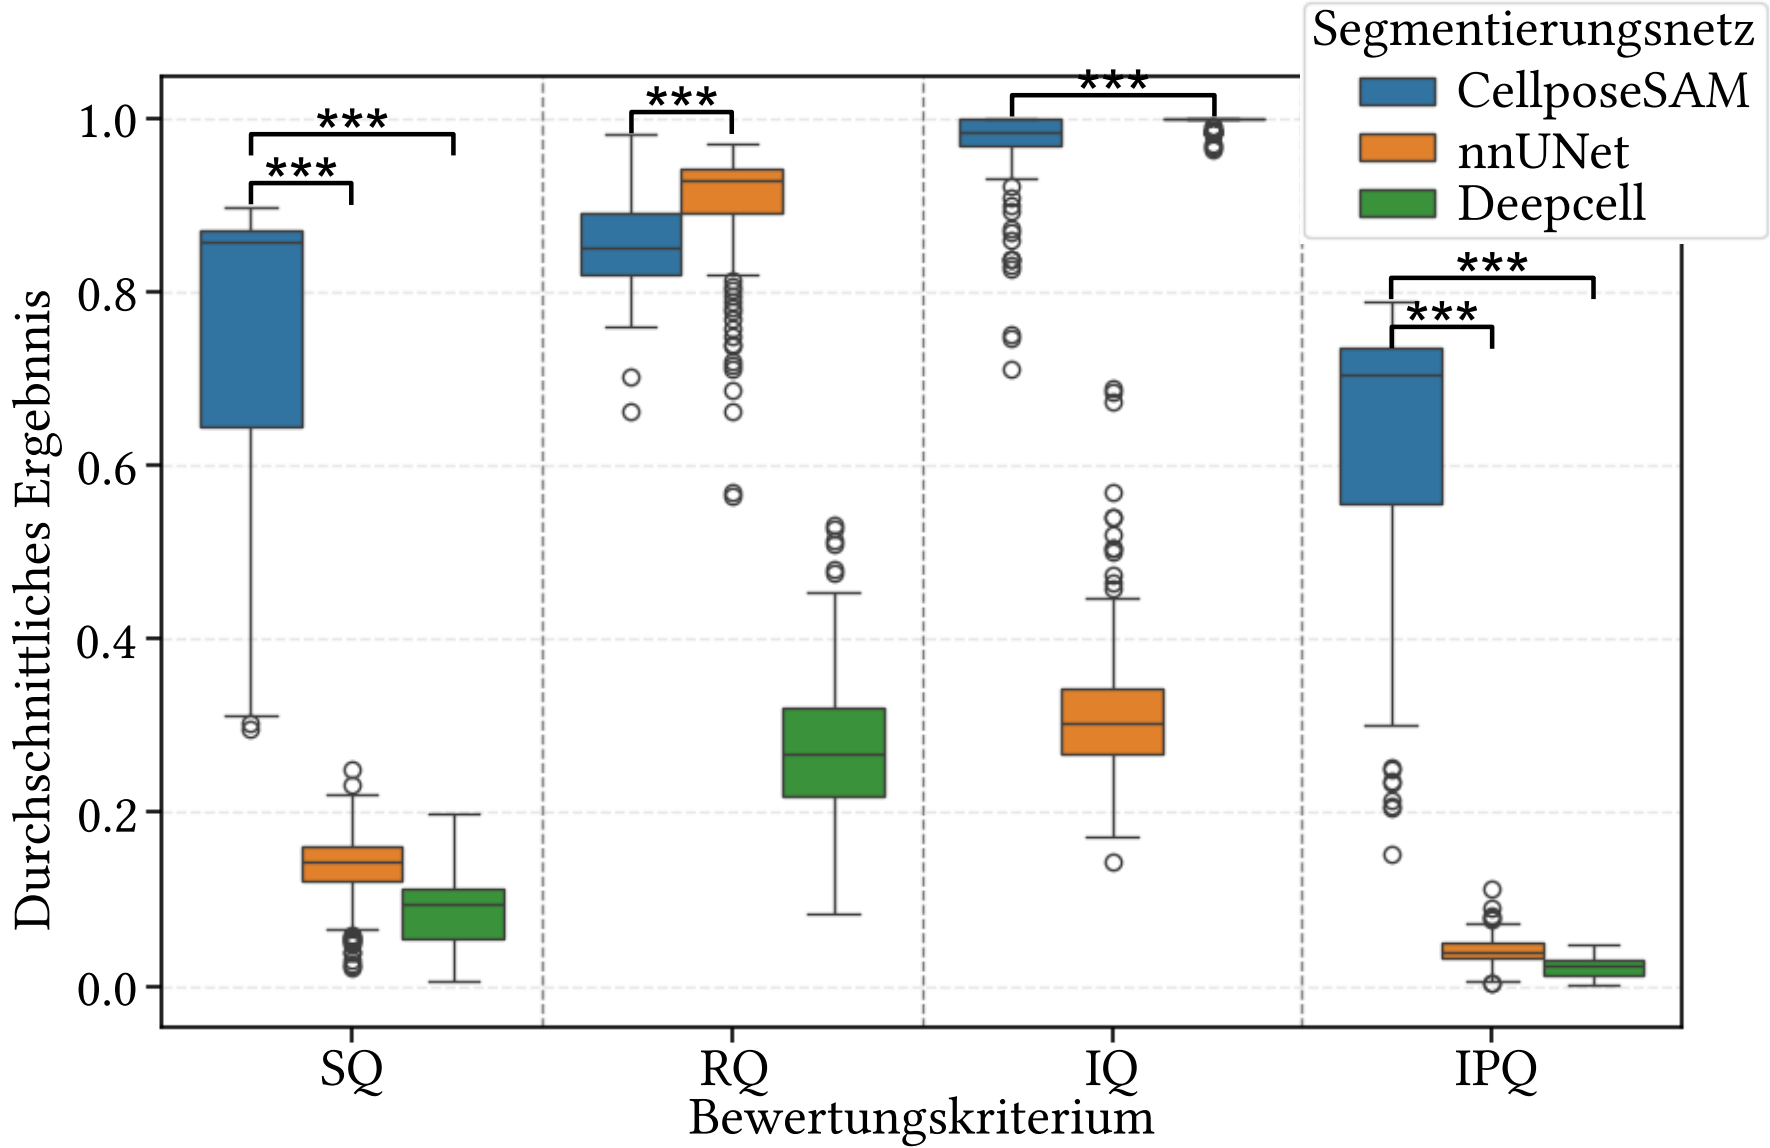 Segmentierungsnetz
CellposeSAM
nnUNet
Deepcell
***
***
***
***
***
***
1.0
0.8
0.6
0.4
0.2
0.0
Durchschnittliches Ergebnis
SQ
RQ
IQ
IPQ
Bewertungskriterium